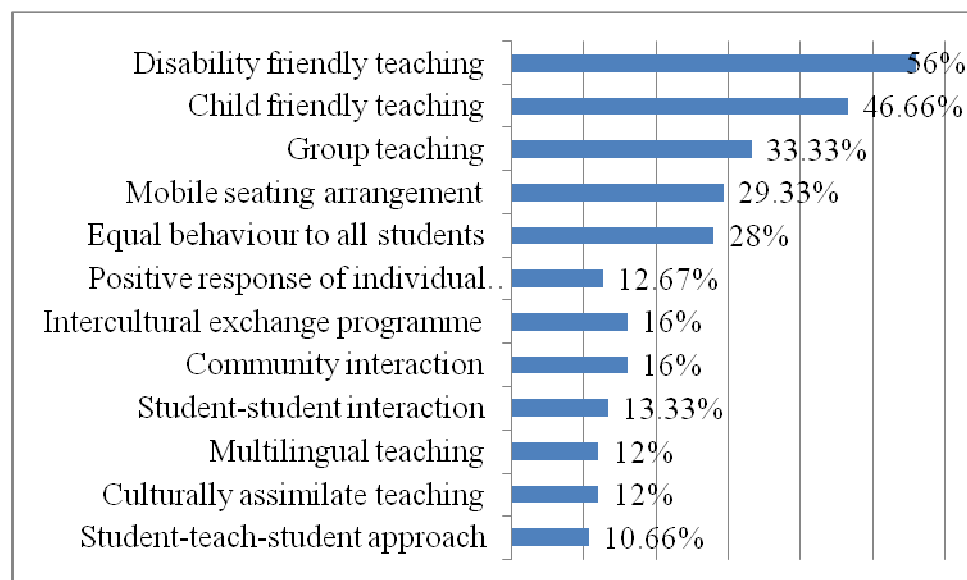 Disability friendly teaching 56%
Child friendly teaching 46.66%
Group teaching 33.33%
Mobile seating arrangement 29.33%
Equal behaviour to all students 28%
Positive response of individual... 12.67%
Intercultural exchange programme 16%
Community interaction 16%
Student-student interaction 13.33%
Multilingual teaching 12%
Culturally assimilate teaching 12%
Student-teach-student approach 10.66%